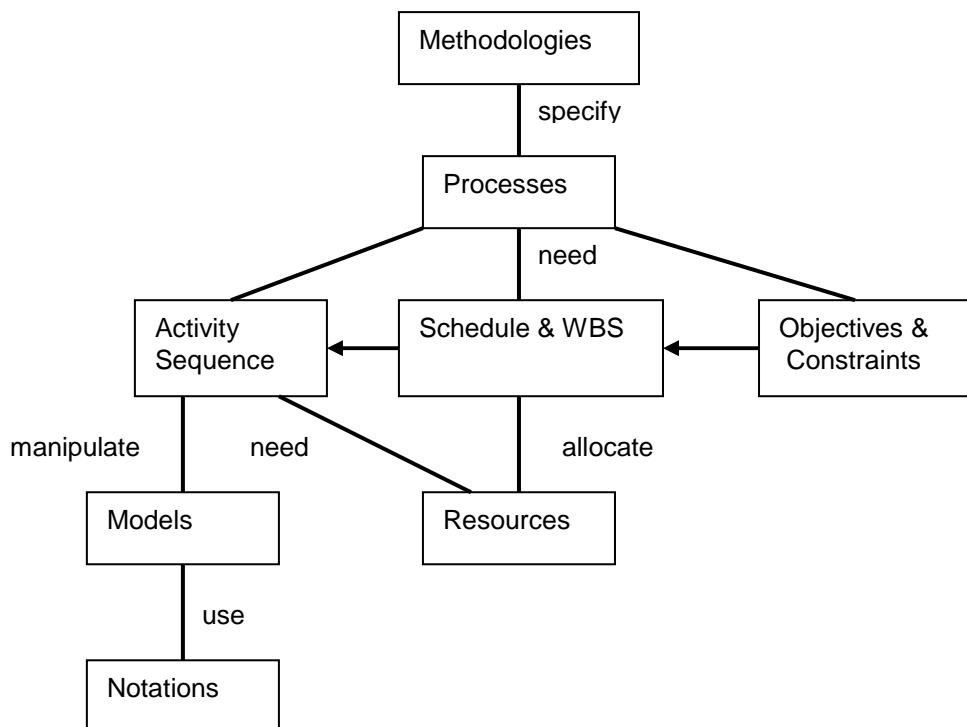 Methodologies
specify
Processes
need
Activity
Sequence
Schedule & WBS
Objectives &
Constraints
manipulate
need
allocate
Models
Resources
use
Notations